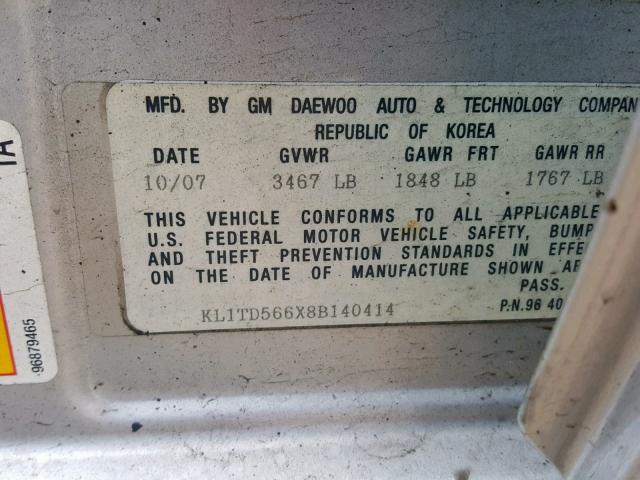 MFD. BY GM DAEWOO AUTO & TECHNOLOGY COMPAN
REPUBLIC OF KOREA
DATE GVWR GAWR FRT GAWR RR
10/07 3467 LB 1848 LB 1767 LB
THIS VEHICLE CONFORMS TO ALL APPLICABLE
U.S. FEDERAL MOTOR VEHICLE SAFETY, BUMP
AND THEFT PREVENTION STANDARDS IN EFFE
ON THE DATE OF MANUFACTURE SHOWN AB
PASS.
KL1TD566X8B140414 P.N.96 40
96879465